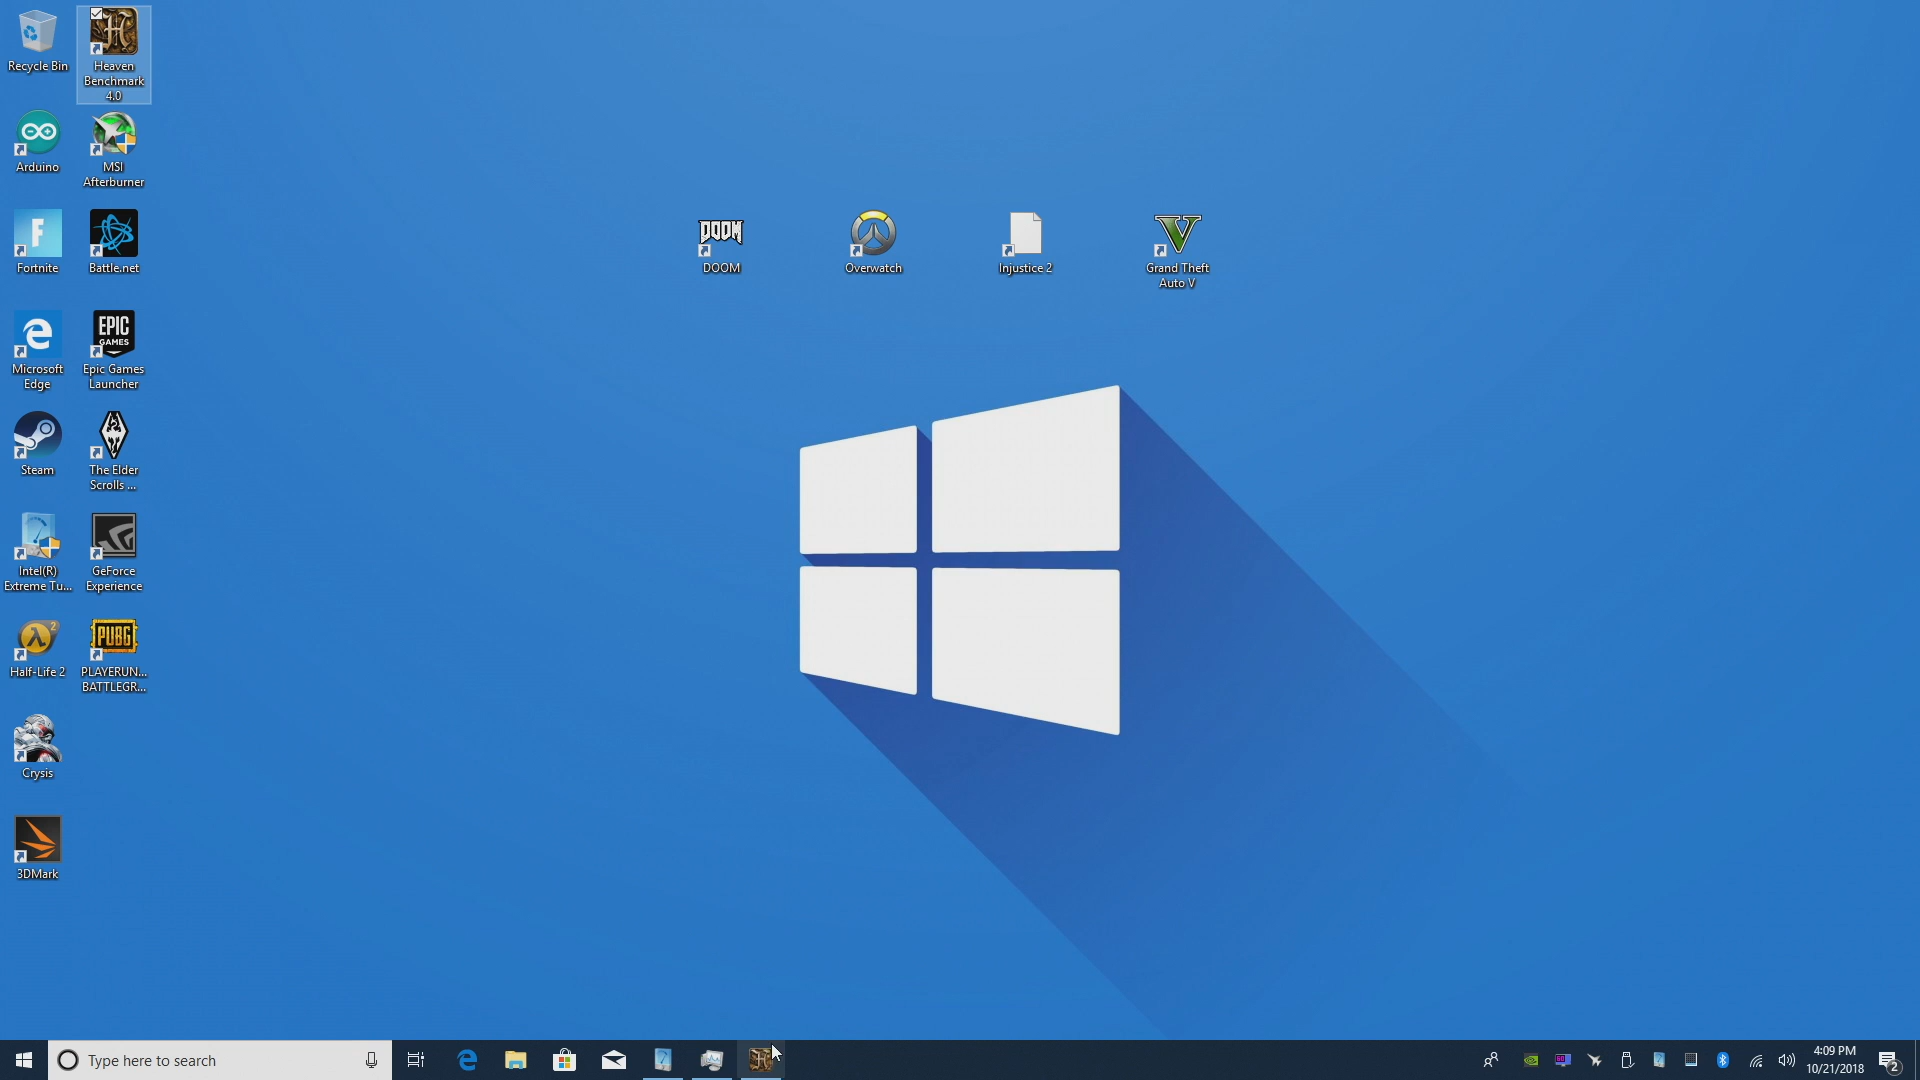 Recycle Bin
Heaven
Benchmark
4.0
Arduino
MSI
Afterburner
Fortnite
Battle.net
Microsoft
Edge
EPIC
GAMES
Epic Games
Launcher
Steam
The Elder
Scrolls ...
Intel(R)
Extreme Tu...
GeForce
Experience
2
Half-Life 2
PUBG
PLAYERUN...
BATTLEGR...
Crysis
3DMark
DOOM
DOOM
Overwatch
Injustice 2
V
Grand Theft
Auto V
Type here to search
4:09 PM
10/21/2018
2